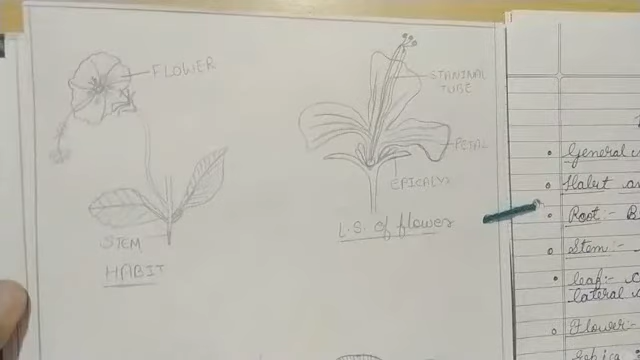 FLOWER
STEM
HABIT
STAMINAL
TUBE
PETAL
EPICALYX
L.S. of flower
General
Habit
Root:- B
Stem:-
leaf:-
lateral
Flower:-